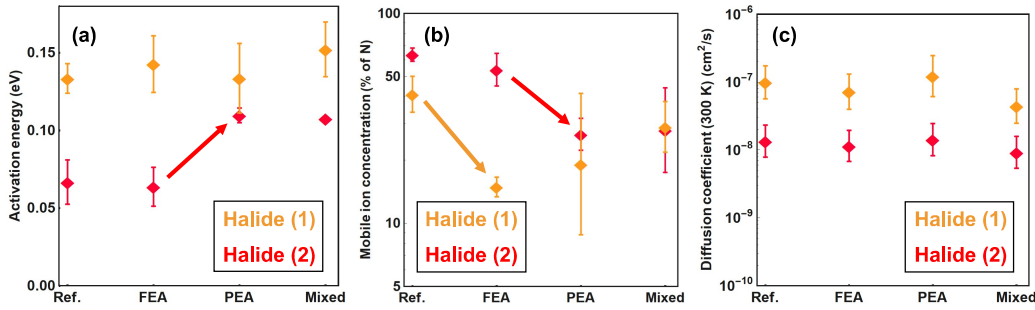 (a)
Activation energy (eV)
0.15
0.10
0.05
0.00
Halide (1)
Halide (2)
Ref.
FEA
PEA
Mixed
(b)
Mobile ion concentration (% of N)
100
50
10
5
Halide (1)
Halide (2)
Ref.
FEA
PEA
Mixed
(c)
Diffusion coefficient (300 K) (cm²/s)
10⁻⁶
10⁻⁷
10⁻⁸
10⁻⁹
10⁻¹⁰
Halide (1)
Halide (2)
Ref.
FEA
PEA
Mixed